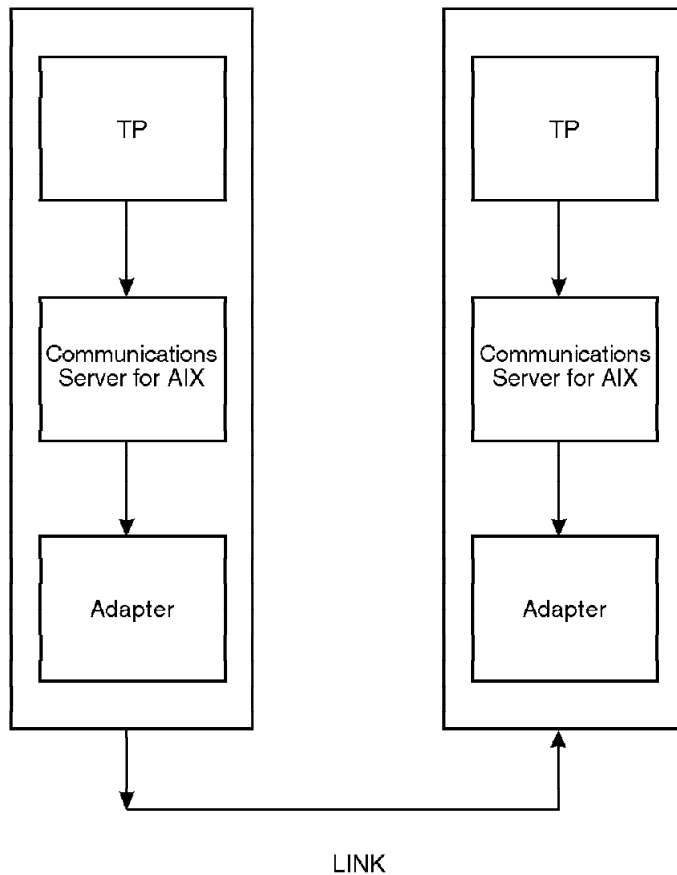 TP
Communications
Server for AIX
Adapter
TP
Communications
Server for AIX
Adapter
LINK